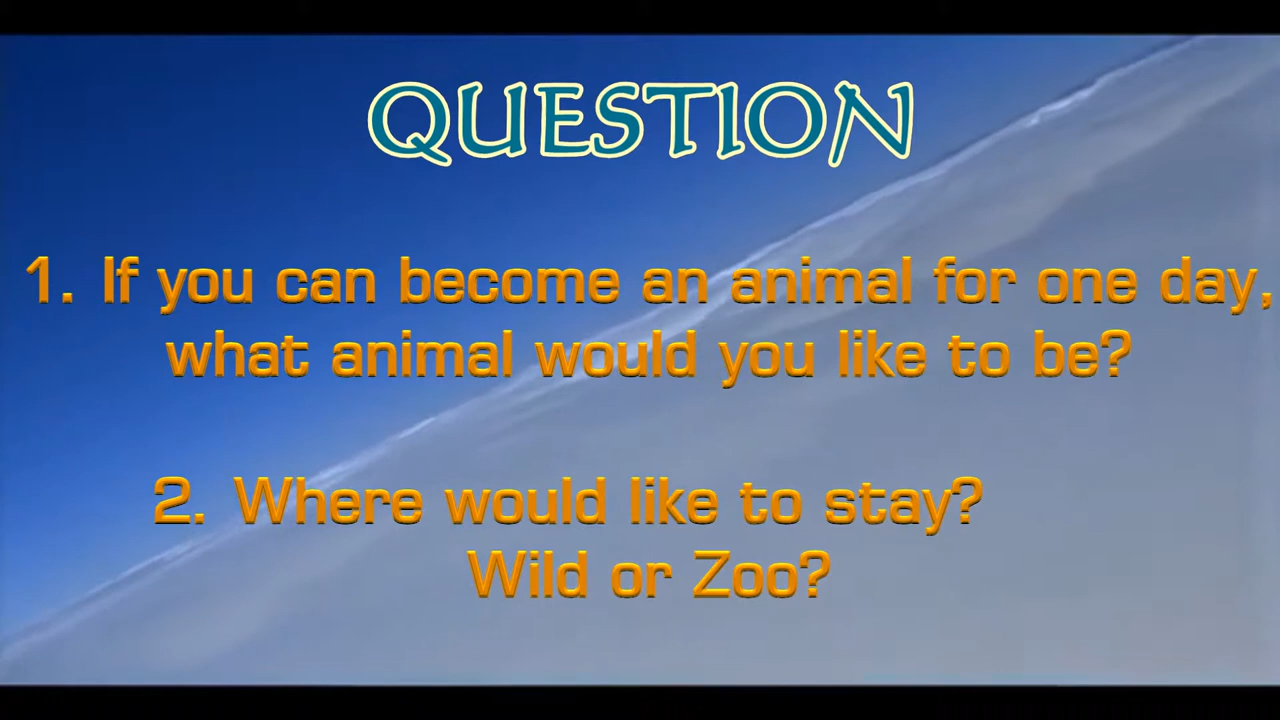 QUESTION
1. If you can become an animal for one day,
what animal would you like to be?
2. Where would like to stay?
Wild or Zoo?